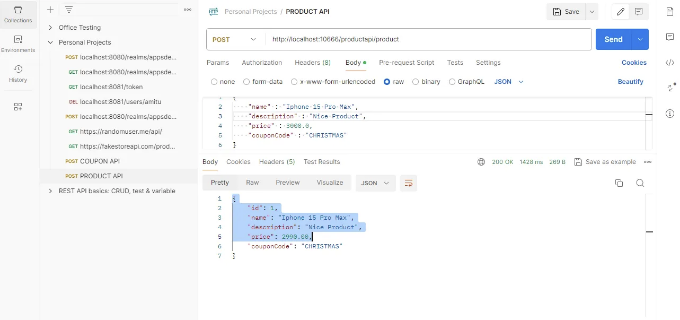 Collections
Environments
History
Office Testing
Personal Projects
POST localhost:8080/realms/appsde...
GET localhost:8080/realms/appsde...
GET localhost:8081/token
DEL localhost:8081/users/amitu
POST localhost:8080/realms/appsde...
GET https://randomuser.me/api/
GET https://fakestoreapi.com/prod...
POST COUPON API
POST PRODUCT API
REST API basics: CRUD, test & variable
Personal Projects / PRODUCT API
Save
POST http://localhost:10666/productapi/product
Send
Params Authorization Headers (8) Body Pre-request Script Tests Settings Cookies
none form-data x-www-form-urlencoded raw binary GraphQL JSON Beautify
1 {
2 "name" : "Iphone 15 Pro Max",
3 "description" : "Nice Product",
4 "price" : 3000.0,
5 "couponCode" : "CHRISTMAS"
6 }
Body Cookies Headers (5) Test Results 200 OK 1428 ms 269 B Save as example
Pretty Raw Preview Visualize JSON
1 {
2 "id": 1,
3 "name": "Iphone 15 Pro Max",
4 "description": "Nice Product",
5 "price": 2990.00,
6 "couponCode": "CHRISTMAS"
7 }